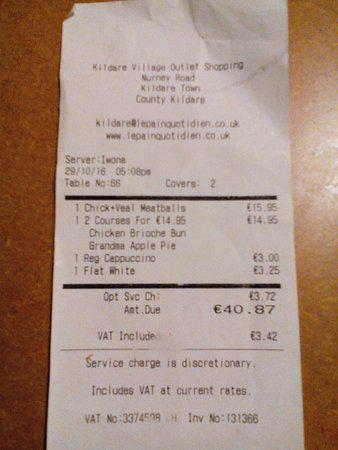 Kildare Village Outlet Shopping
Nurney Road
Kildare Town
County Kildare
kildare@lepainquotidien.co.uk
www.lepainquotidien.co.uk
Server:Iwona
29/10/16 05:08pm
Table No:66 Covers: 2
1 Chick+Veal Meatballs €15.95
1 2 Courses For €14.95 €14.95
Chicken Brioche Bun
Grandma Apple Pie
1 Reg Cappuccino €3.00
1 Flat White €3.25
Opt Svc Ch: €3.72
Amt.Due €40.87
VAT Include €3.42
Service charge is discretionary.
Includes VAT at current rates.
VAT No: Inv No:131366